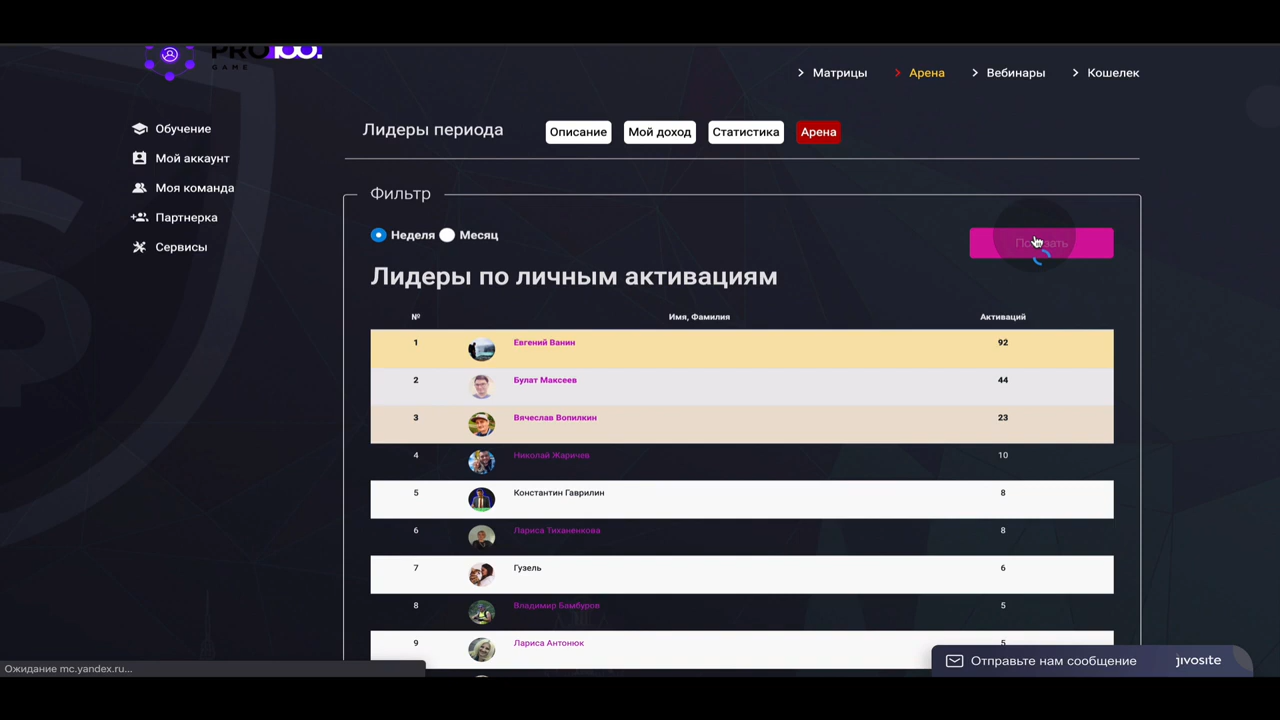 PRO100.
GAME
Матрицы
Арена
Вебинары
Кошелек
Обучение
Мой аккаунт
Моя команда
Партнерка
Сервисы
Лидеры периода
Описание
Мой доход
Статистика
Арена
Фильтр
Неделя
Месяц
Показать
Лидеры по личным активациям
№ Имя, Фамилия Активаций
1 Евгений Ванин 92
2 Булат Максеев 44
3 Вячеслав Вопилкин 23
4 Николай Жаричев 10
5 Константин Гаврилин 8
6 Лариса Тиханенкова 8
7 Гузель 6
8 Владимир Бамбуров 5
9 Лариса Антонюк 5
Ожидание mc.yandex.ru...
Отправьте нам сообщение
jivosite